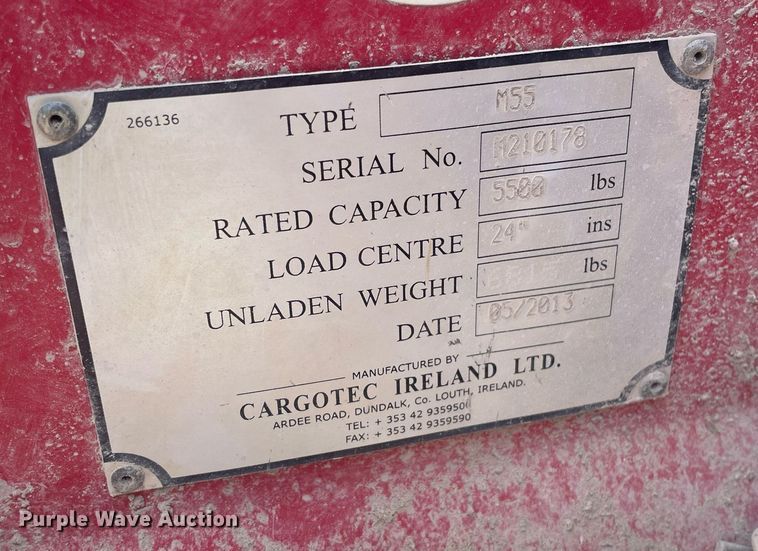 266136
TYPÉ M55
SERIAL No. M210178
RATED CAPACITY 5500 lbs
LOAD CENTRE 24" ins
UNLADEN WEIGHT lbs
DATE 05/2013
MANUFACTURED BY
CARGOTEC IRELAND LTD.
ARDEE ROAD, DUNDALK, Co. LOUTH, IRELAND.
TEL: + 353 42 9359500
FAX: + 353 42 9359590
Purple Wave Auction